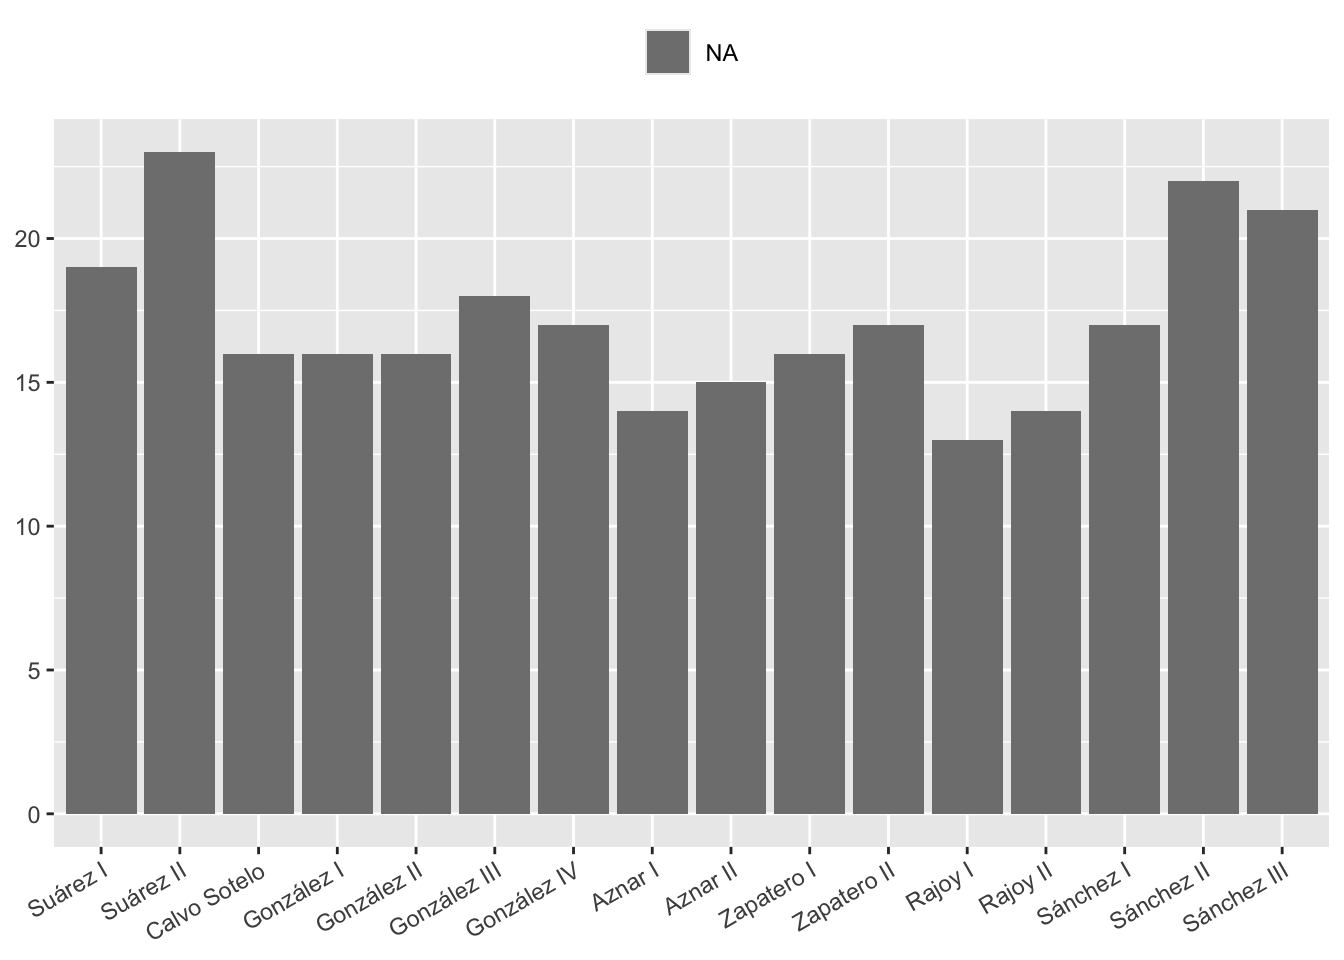 NA
20
15
10
5
0
Suárez I
Suárez II
Calvo Sotelo
González I
González II
González III
González IV
Aznar I
Aznar II
Zapatero I
Zapatero II
Rajoy I
Rajoy II
Sánchez I
Sánchez II
Sánchez III